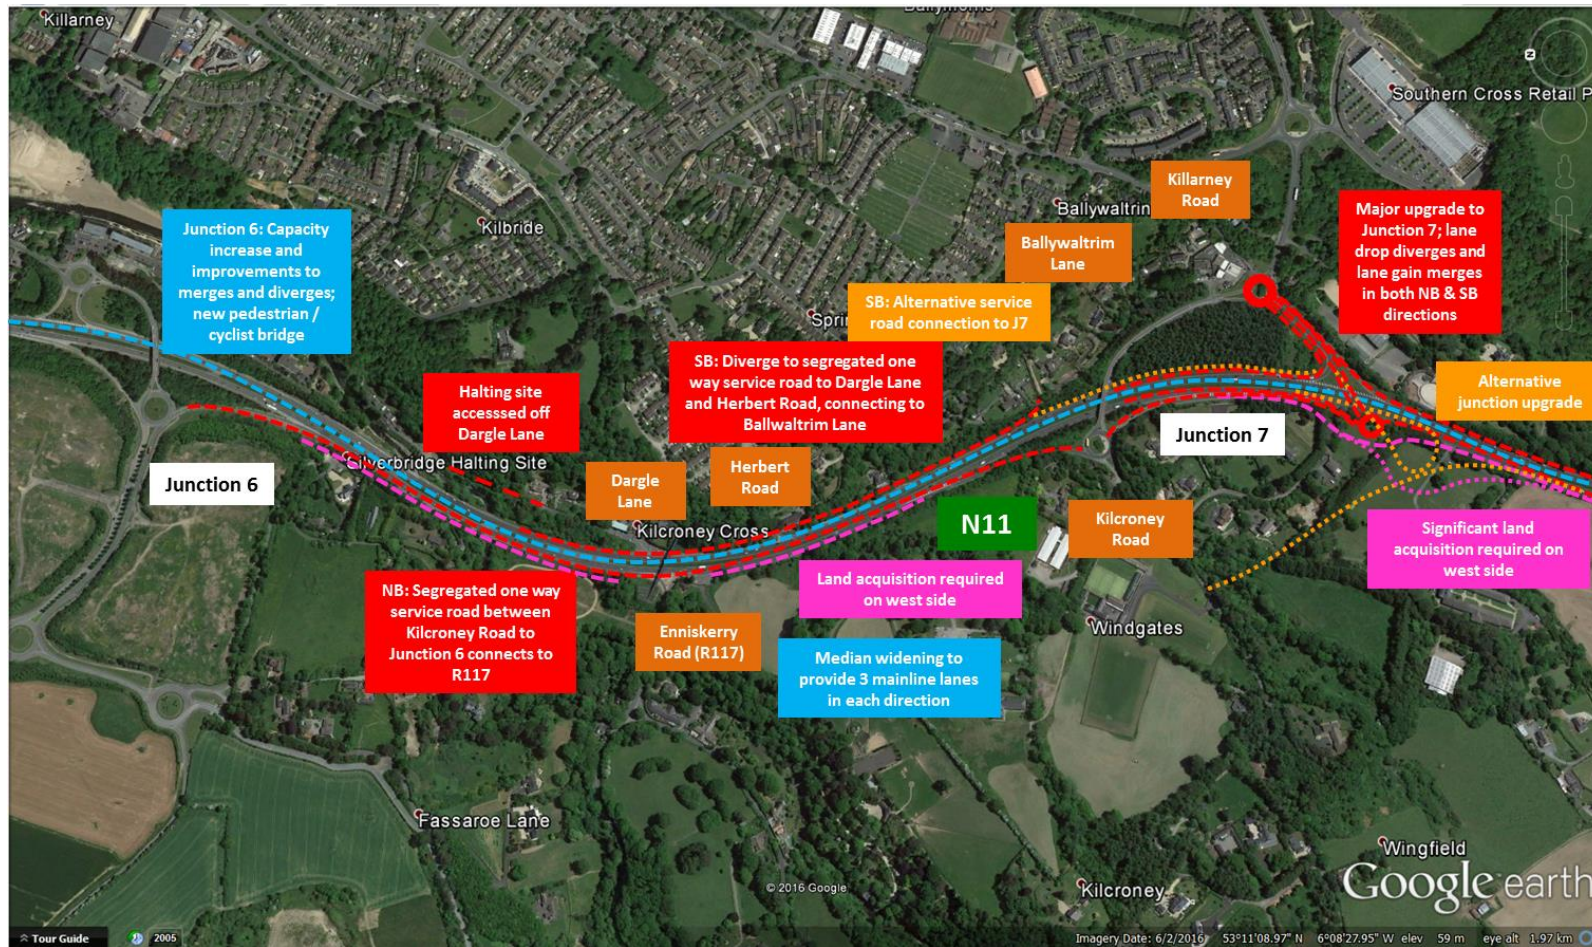 Killarney
Southern Cross Retail P
Killarney
Road
Ballywaltrin
Ballywaltrim
Lane
Junction 6: Capacity
increase and
improvements to
merges and diverges;
new pedestrian /
cyclist bridge
Kilbride
Major upgrade to
Junction 7; lane
drop diverges and
lane gain merges
in both NB & SB
directions
SB: Alternative service
road connection to J7
Spri
SB: Diverge to segregated one
way service road to Dargle Lane
and Herbert Road, connecting to
Ballwaltrim Lane
Halting site
accesssed off
Dargle Lane
Alternative
junction upgrade
Junction 7
Junction 6
Silverbridge Halting Site
Dargle
Lane
Herbert
Road
Kilcroney Cross
N11
Kilcroney
Road
Significant land
acquisition required on
west side
Land acquisition required
on west side
NB: Segregated one way
service road between
Kilcroney Road to
Junction 6 connects to
R117
Enniskerry
Road (R117)
Windgates
Median widening to
provide 3 mainline lanes
in each direction
Fassaroe Lane
Wingfield
Kilcroney
© 2016 Google
Google earth
Tour Guide
2005
Imagery Date: 6/2/2016 53°11'08.97" N 6°08'27.95" W elev 59 m eye alt 1.97 km